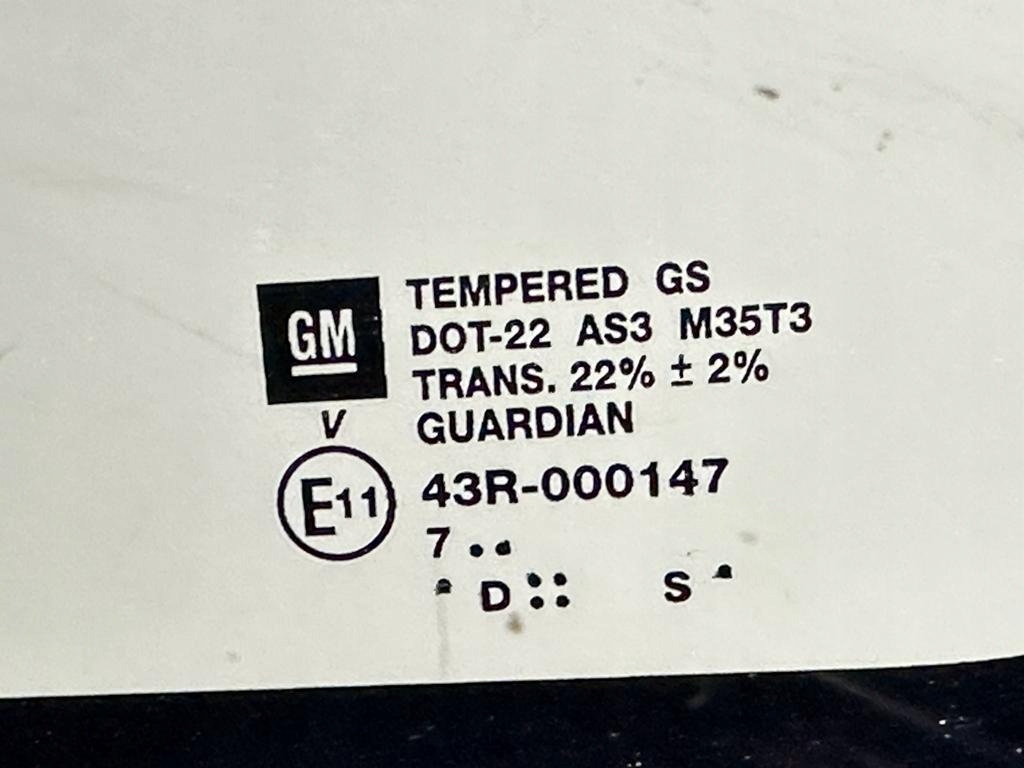 GM
TEMPERED GS
DOT-22 AS3 M35T3
TRANS. 22% ± 2%
V GUARDIAN
E11 43R-000147
7 ..
. D :: S .